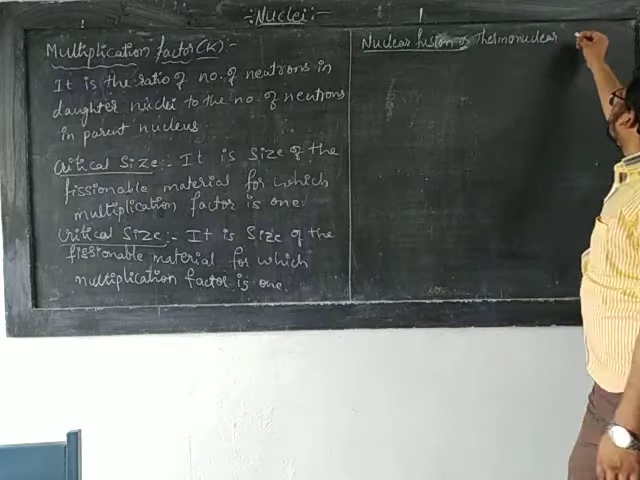 :- Nuclei:-
Multiplication factor (K):-
It is the ratio of no. of neutrons in
daughter nuclei to the no. of neutrons
in parent nucleus
Critical Size:- It is Size of the
fissionable material for which
multiplication factor is one.
Critical Size:- It is Size of the
fissionable material for which
multiplication factor is one.
Nuclear fusion or Thermonuclear